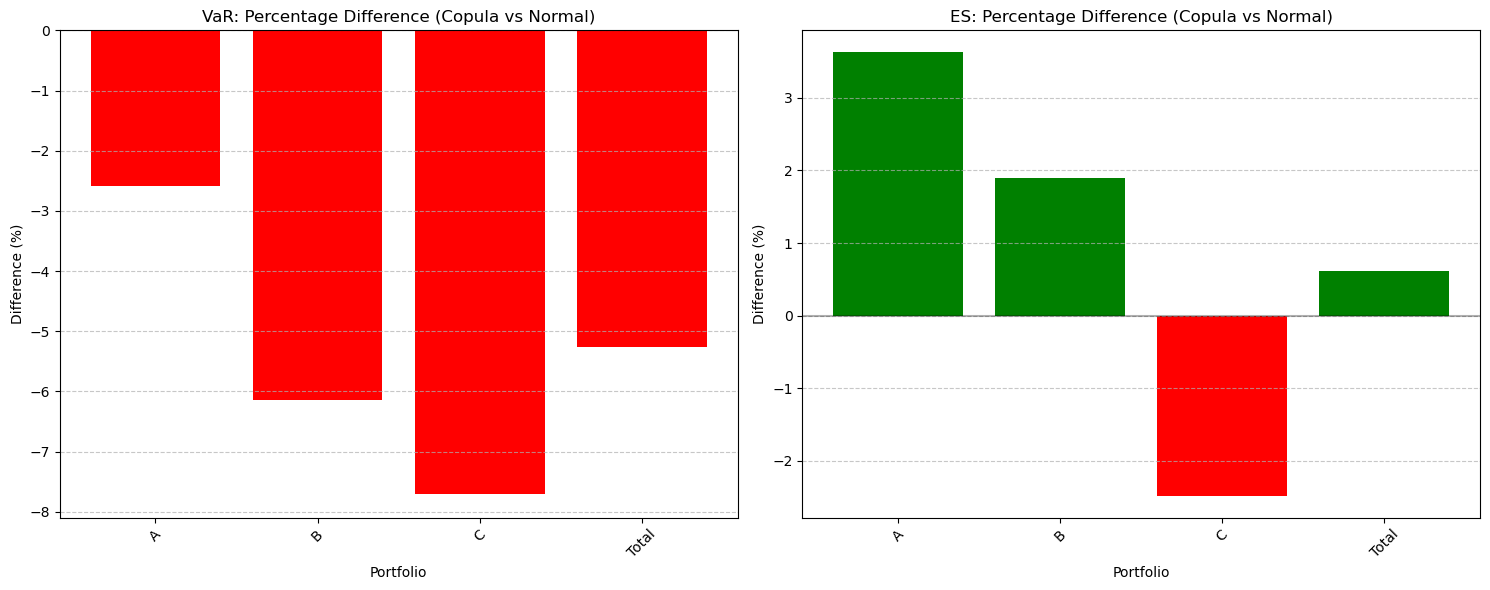 VaR: Percentage Difference (Copula vs Normal)
Difference (%)
0
−1
−2
−3
−4
−5
−6
−7
−8
A
B
C
Total
Portfolio
ES: Percentage Difference (Copula vs Normal)
Difference (%)
3
2
1
0
−1
−2
A
B
C
Total
Portfolio